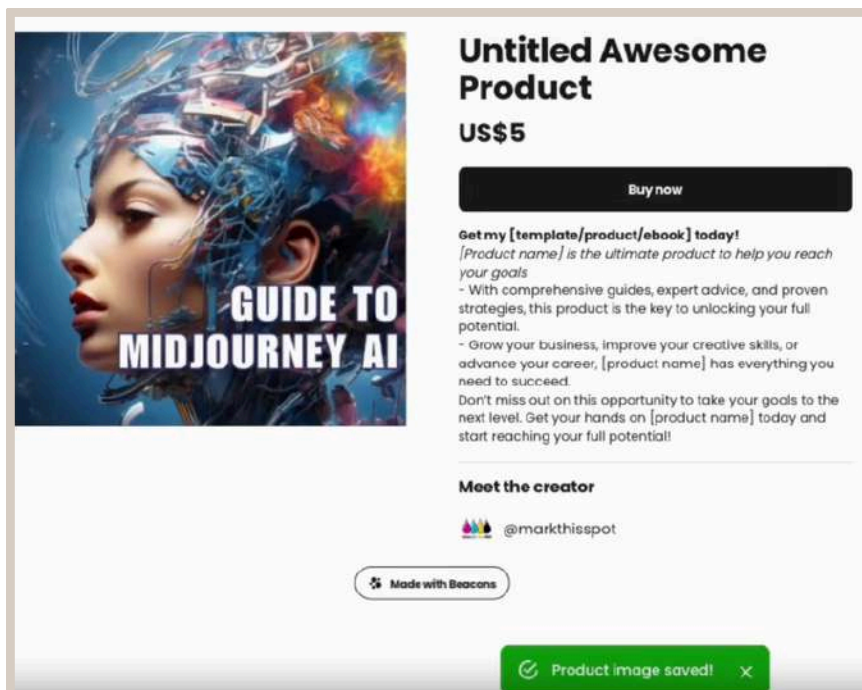 GUIDE TO
MIDJOURNEY AI
Untitled Awesome
Product
US$5
Buy now
Get my [template/product/ebook] today!
[Product name] is the ultimate product to help you reach
your goals
- With comprehensive guides, expert advice, and proven
strategies, this product is the key to unlocking your full
potential.
- Grow your business, improve your creative skills, or
advance your career, [product name] has everything you
need to succeed.
Don't miss out on this opportunity to take your goals to the
next level. Get your hands on [product name] today and
start reaching your full potential!
Meet the creator
@markthisspot
Made with Beacons
Product image saved!